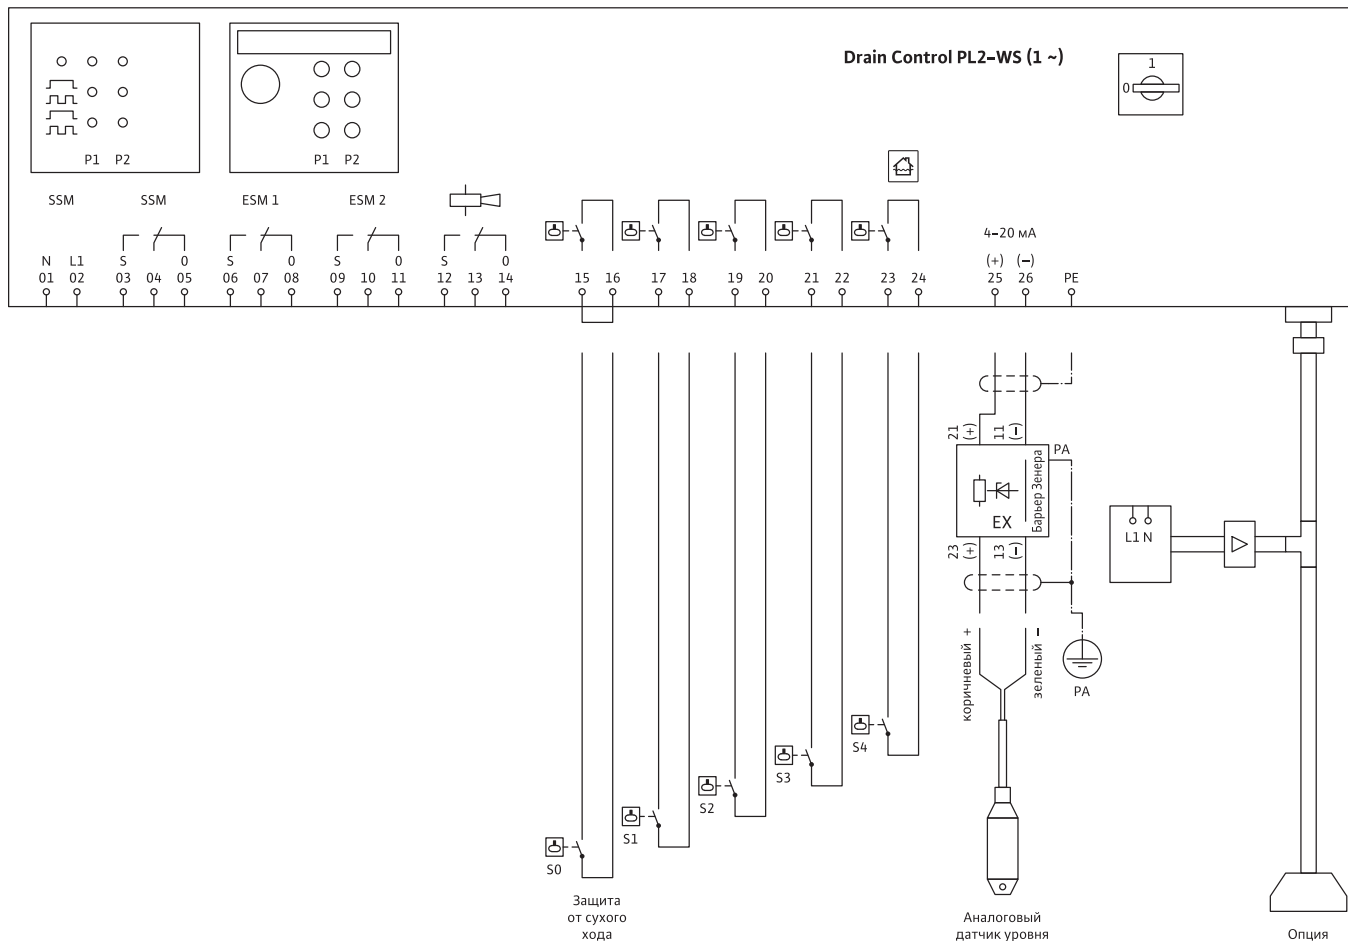 Drain Control PL2-WS (1 ~)
1
0
P1 P2
P1 P2
SSM SSM ESM 1 ESM 2
4-20 мА
N L1 S 0 S 0 S 0 S 0 (+) (-)
01 02 03 04 05 06 07 08 09 10 11 12 13 14 15 16 17 18 19 20 21 22 23 24 25 26 PE
21 (+) 11 (-)
PA
Барьер Зенера
EX
23 (+) 13 (-)
L1 N
коричневый +
зеленый -
PA
S4
S3
S2
S1
S0
Защита
от сухого
хода
Аналоговый
датчик уровня
Опция